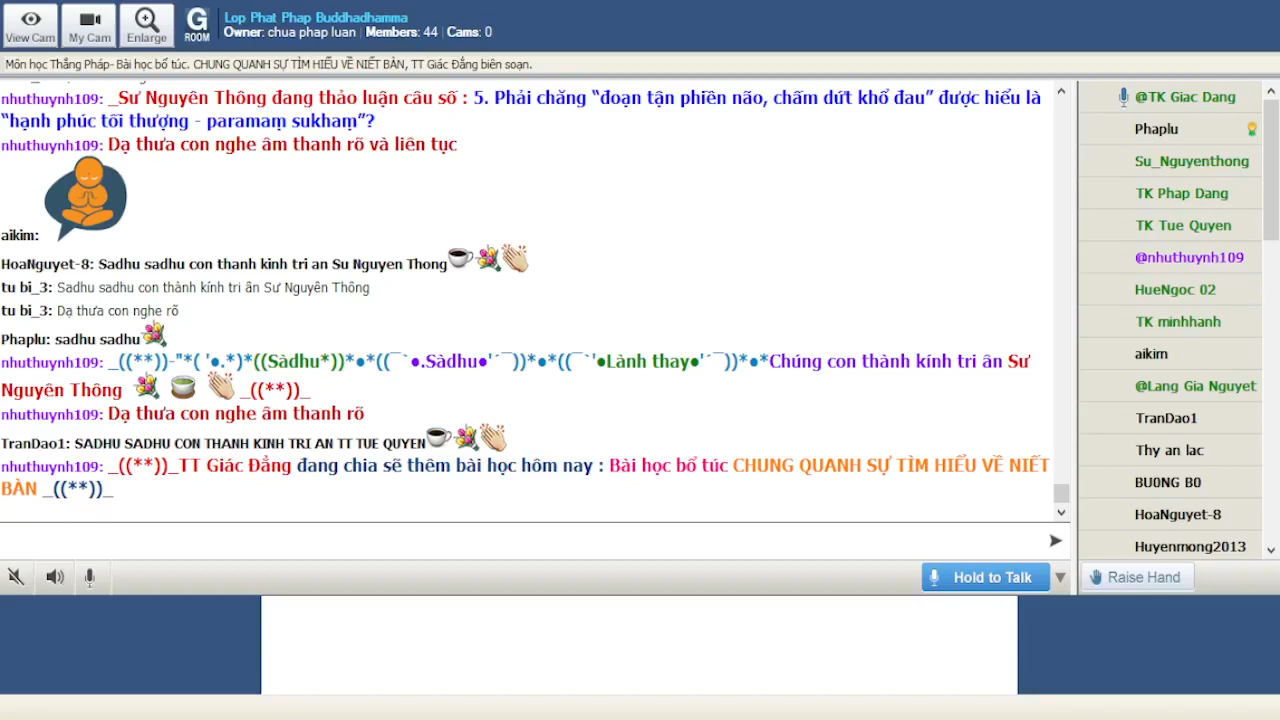 View Cam
My Cam
Enlarge
G
ROOM
Lop Phat Phap Buddhadhamma
Owner: chua phap luan | Members: 44 | Cams: 0
Môn học Thắng Pháp- Bài học bổ túc. CHUNG QUANH SỰ TÌM HIỂU VỀ NIẾT BÀN, TT Giác Đẳng biên soạn.
nhuthuynh109: _Sư Nguyên Thông đang thảo luận câu số : 5. Phải chăng “đoạn tận phiền não, chấm dứt khổ đau” được hiểu là
“hạnh phúc tối thượng - paramaṃ sukhaṃ”?
nhuthuynh109: Dạ thưa con nghe âm thanh rõ và liên tục
aikim:
HoaNguyet-8: Sadhu sadhu con thanh kinh tri an Su Nguyen Thong
tu bi_3: Sadhu sadhu con thành kính tri ân Sư Nguyên Thông
tu bi_3: Dạ thưa con nghe rõ
Phaplu: sadhu sadhu
nhuthuynh109: _((**))-"*( '●.*)*((Sàdhu*))*●*((¯`●.Sàdhu●'´¯))*●*((¯`'●Lành thay●'´¯))*●*Chúng con thành kính tri ân Sư
Nguyên Thông _((**))_
nhuthuynh109: Dạ thưa con nghe âm thanh rõ
TranDao1: SADHU SADHU CON THANH KINH TRI AN TT TUE QUYEN
nhuthuynh109: _((**))_TT Giác Đẳng đang chia sẽ thêm bài học hôm nay : Bài học bổ túc CHUNG QUANH SỰ TÌM HIỂU VỀ NIẾT
BÀN _((**))_
@TK Giac Dang
Phaplu
Su_Nguyenthong
TK Phap Dang
TK Tue Quyen
@nhuthuynh109
HueNgoc 02
TK minhhanh
aikim
@Lang Gia Nguyet
TranDao1
Thy an lac
BU0NG B0
HoaNguyet-8
Huyenmong2013
Hold to Talk
Raise Hand